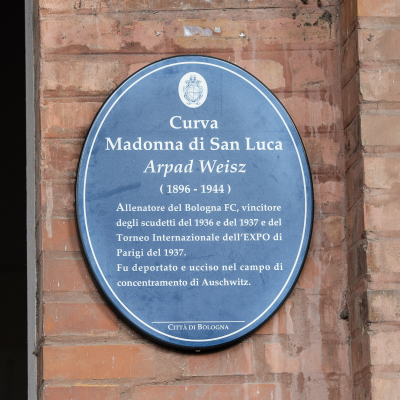 Curva
Madonna di San Luca
Arpad Weisz
( 1896 - 1944 )
Allenatore del Bologna FC, vincitore
degli scudetti del 1936 e del 1937 e del
Torneo Internazionale dell'EXPO di
Parigi del 1937.
Fu deportato e ucciso nel campo di
concentramento di Auschwitz.
Città di Bologna